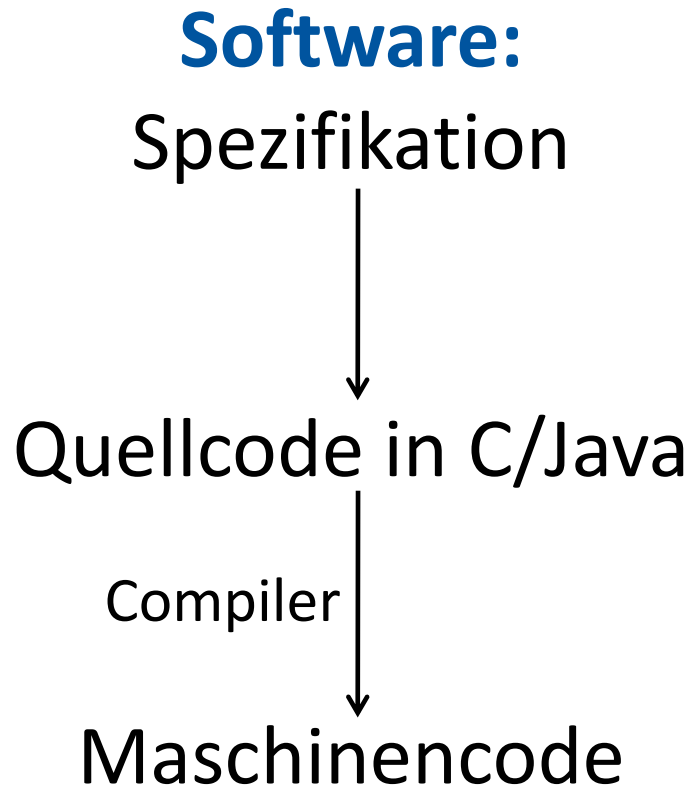 Software:
Spezifikation
Quellcode in C/Java
Compiler
Maschinencode